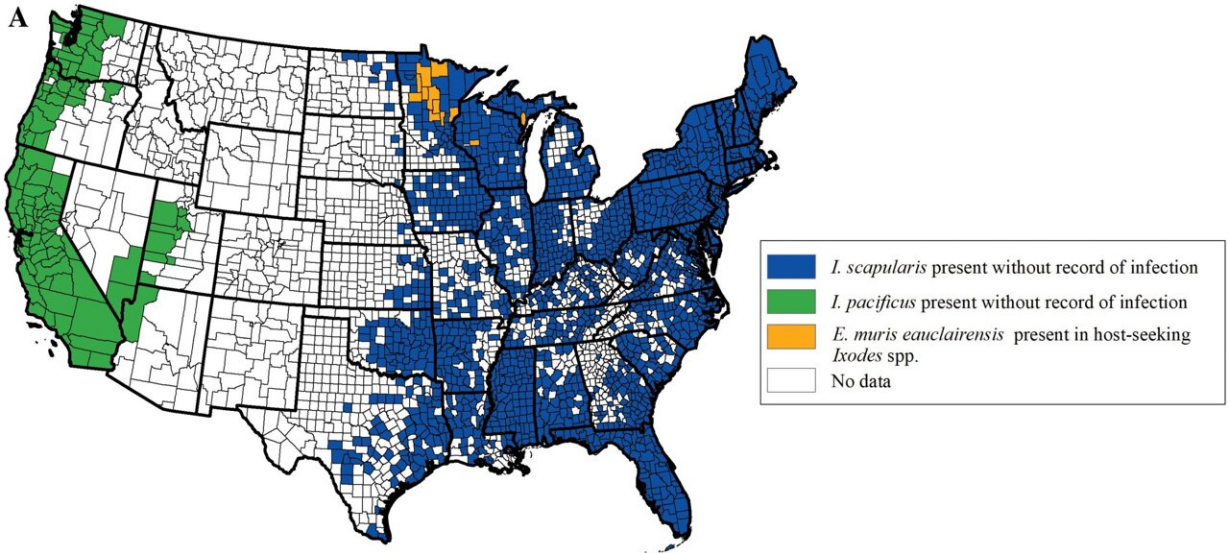 A
I. scapularis present without record of infection
I. pacificus present without record of infection
E. muris eauclairensis present in host-seeking
Ixodes spp.
No data